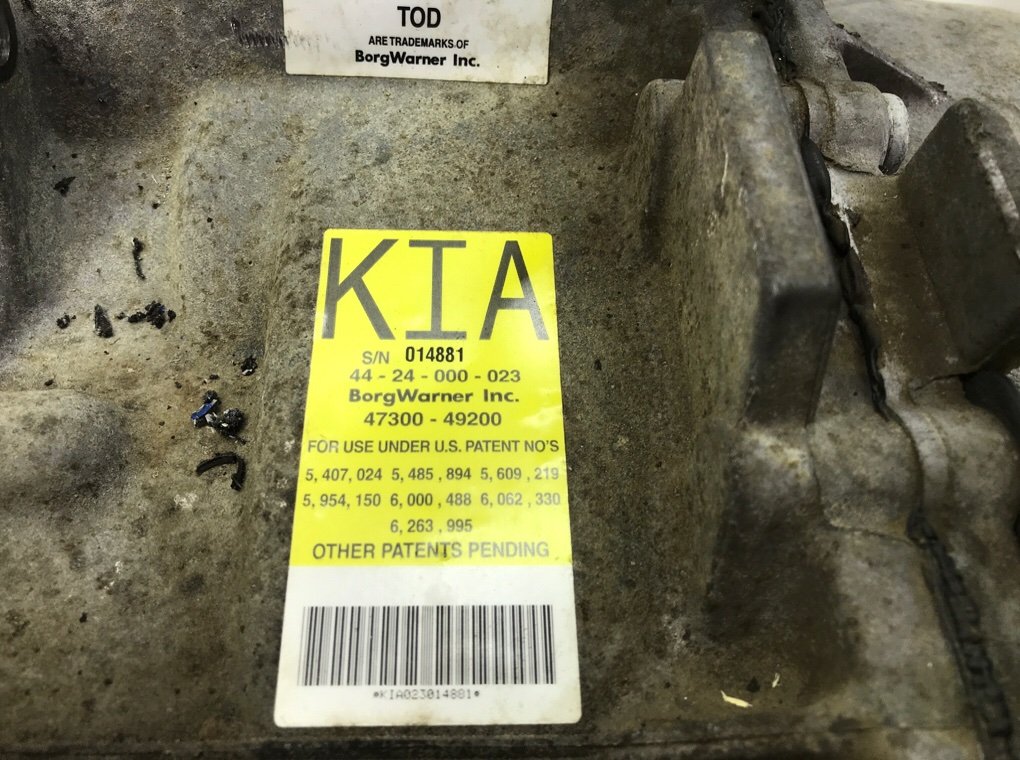 TOD
ARE TRADEMARKS OF
BorgWarner Inc.
KIA
S/N 014881
44 - 24 - 000 - 023
BorgWarner Inc.
47300 - 49200
FOR USE UNDER U.S. PATENT NO'S
5, 407, 024 5, 485, 894 5, 609, 219
5, 954, 150 6, 000, 488 6, 062, 330
6, 263, 995
OTHER PATENTS PENDING
*KIA023014881*